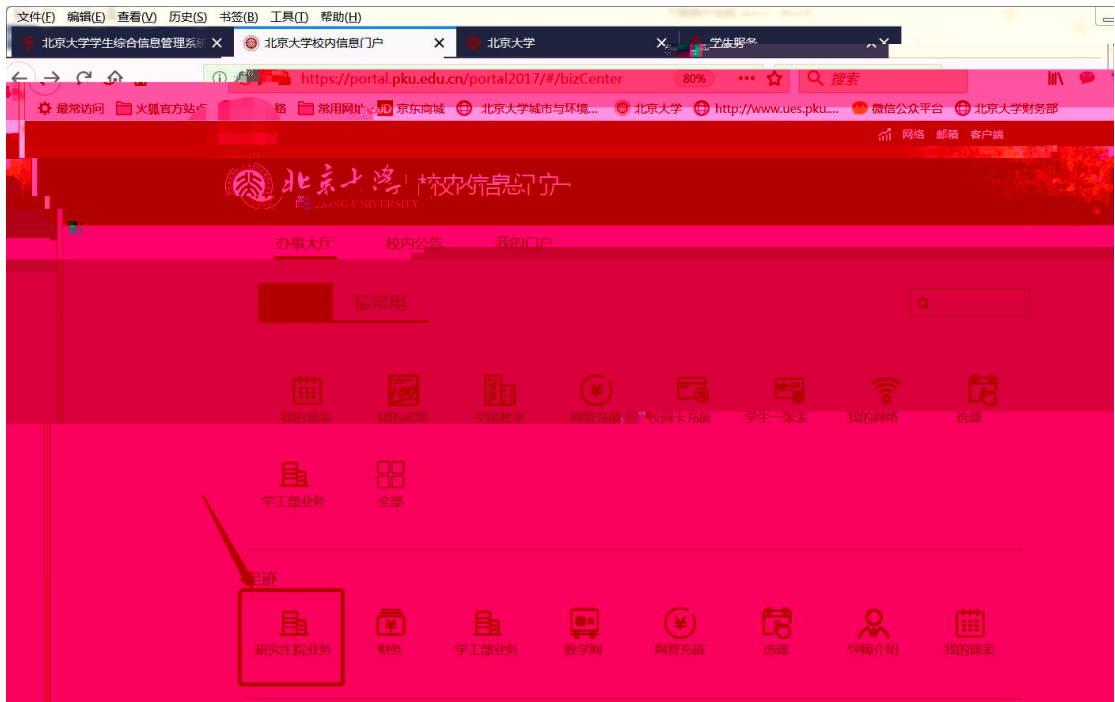 文件(F) 编辑(E) 查看(V) 历史(S) 书签(B) 工具(T) 帮助(H)
北京大学学生综合信息管理系统 北京大学校内信息门户 北京大学
https://portal.pku.edu.cn/portal2017/#/bizCenter 80% 搜索
最常访问 火狐官方站点 常用网址 JD 京东商城 北京大学城市与环境... 北京大学 http://www.ues.pku.... 微信公众平台 北京大学财务部
网络 邮箱 客户端
北京大学 校内信息门户
PEKING UNIVERSITY
办事大厅 校内公告 我的门户
最常用
我的课表 我的成绩 空闲教室 网费充值 校园卡充值 学生一张表 我的网络 选课
学工部业务 全部
足迹
研究生院业务 财务 学工部业务 教学网 网费充值 选课 导师介绍 我的课表